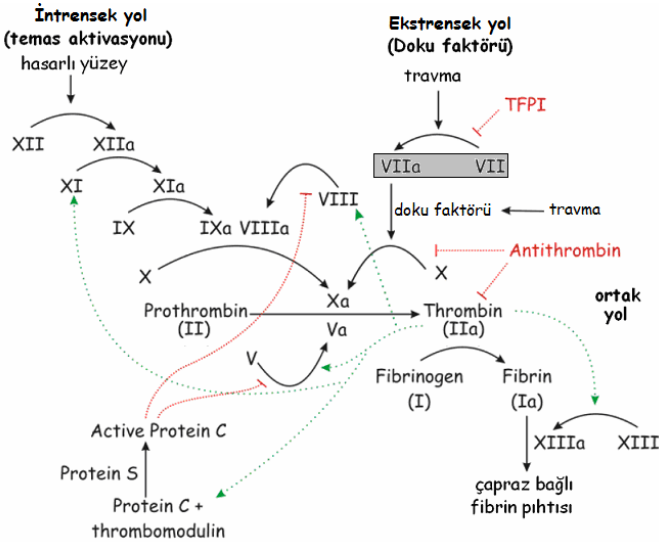 İntrensek yol
(temas aktivasyonu)
hasarlı yüzey
Ekstrensek yol
(Doku faktörü)
travma
TFPI
XII
XIIa
VIIa
VII
XI
XIa
VIII
IX
IXa
VIIIa
doku faktörü
travma
X
X
Antithrombin
Xa
Prothrombin
(II)
Thrombin
(IIa)
ortak
yol
Va
V
Fibrinogen
(I)
Fibrin
(Ia)
Active Protein C
XIIIa
XIII
Protein S
çapraz bağlı
fibrin pıhtısı
Protein C +
thrombomodulin